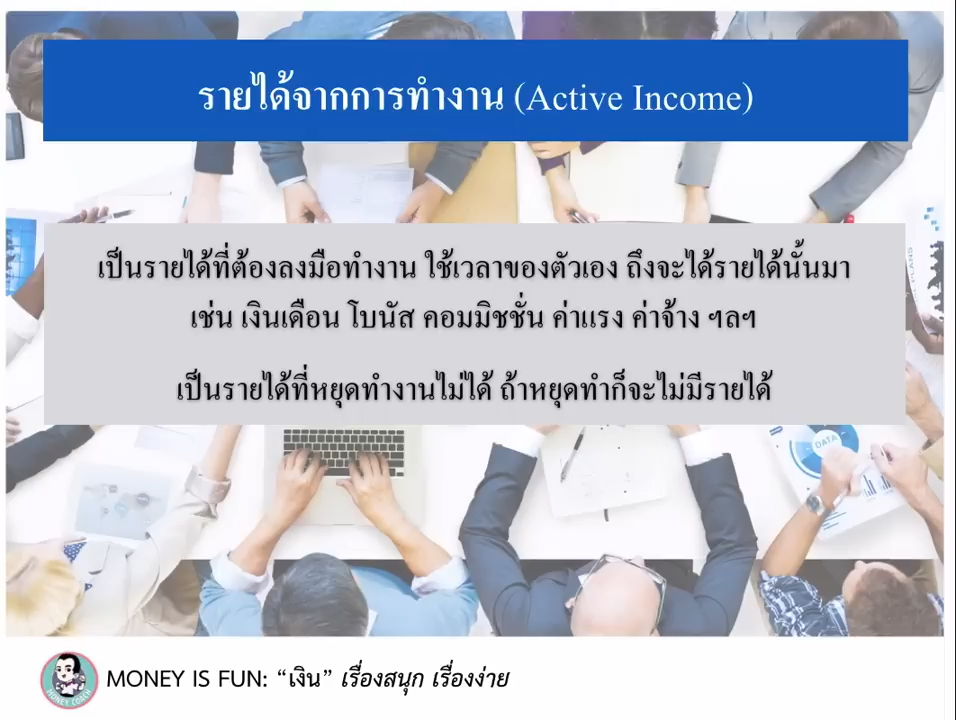 รายได้จากการทำงาน (Active Income)
เป็นรายได้ที่ต้องลงมือทำงาน ใช้เวลาของตัวเอง ถึงจะได้รายได้นั้นมา
เช่น เงินเดือน โบนัส คอมมิชชั่น ค่าแรง ค่าจ้าง ฯลฯ
เป็นรายได้ที่หยุดทำงานไม่ได้ ถ้าหยุดทำก็จะไม่มีรายได้
DATA
MONEY COACH
MONEY IS FUN: “เงิน” เรื่องสนุก เรื่องง่าย